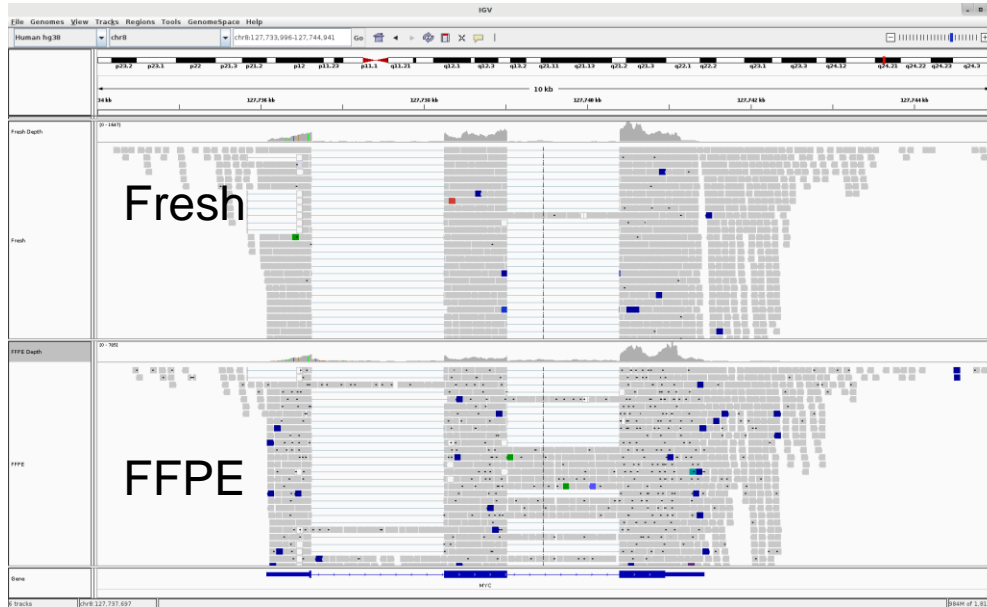 IGV
File Genomes View Tracks Regions Tools GenomeSpace Help
Human hg38 chr8 chr8:127,733,996-127,744,941 Go
p23.2 p23.1 p22 p21.3 p21.2 p12 p11.23 p11.1 q11.21 q12.1 q12.3 q13.2 q21.11 q21.13 q21.2 q21.3 q22.1 q22.2 q23.1 q23.3 q24.12 q24.21 q24.22 q24.23 q24.3
10 kb
34 kb 127,736 kb 127,738 kb 127,740 kb 127,742 kb 127,744 kb
Fresh Depth
Fresh
Fresh
FFPE Depth
FFPE
FFPE
Gene
MYC
6 tracks chr8:127,737,697